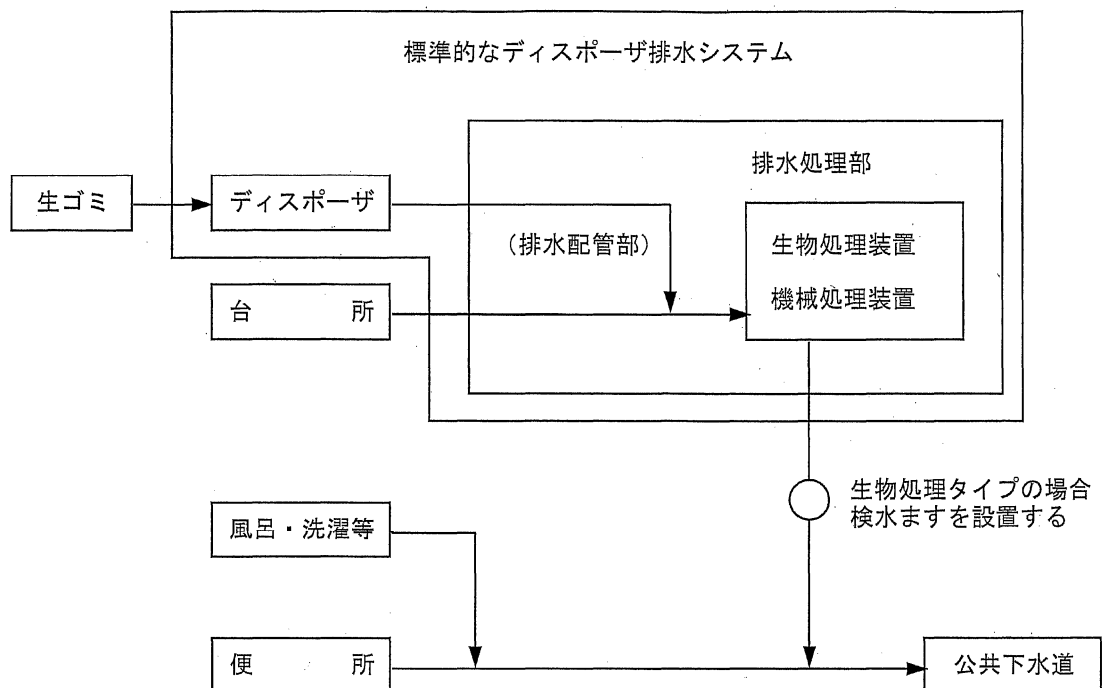 標準的なディスポーザ排水システム
排水処理部
生ゴミ
ディスポーザ
(排水配管部)
生物処理装置
機械処理装置
台 所
生物処理タイプの場合
検水ますを設置する
風呂・洗濯等
便 所
公共下水道